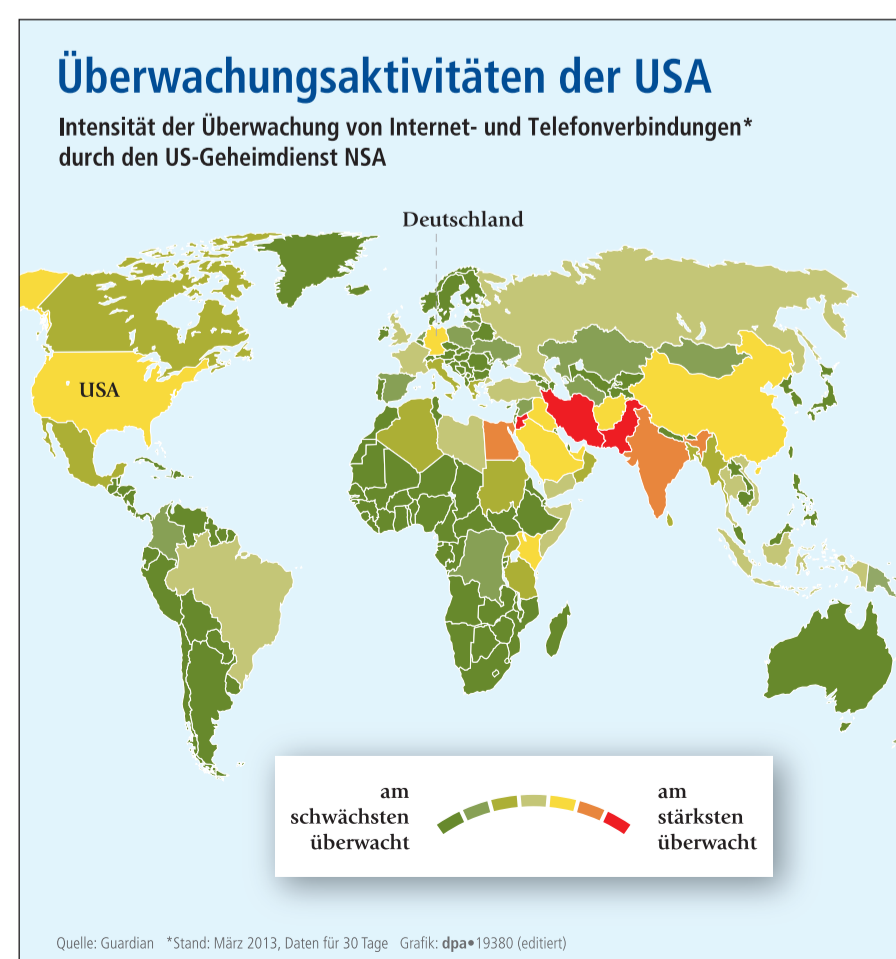 Überwachungsaktivitäten der USA
Intensität der Überwachung von Internet- und Telefonverbindungen*
durch den US-Geheimdienst NSA
Deutschland
USA
am
schwächsten
überwacht
am
stärksten
überwacht
Quelle: Guardian *Stand: März 2013, Daten für 30 Tage Grafik: dpa•19380 (editiert)